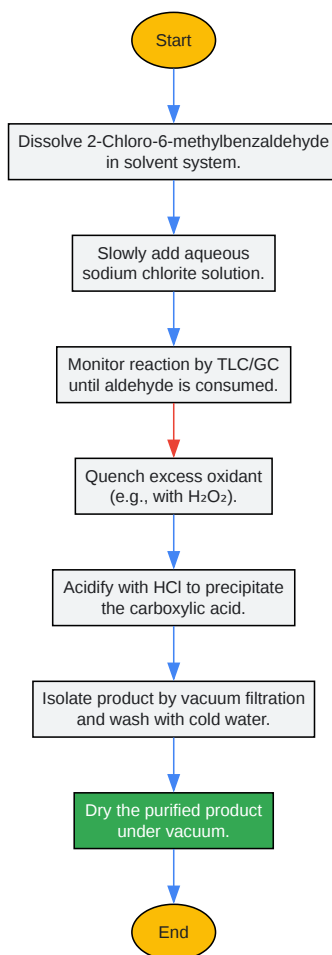 Start
Dissolve 2-Chloro-6-methylbenzaldehyde
in solvent system.
Slowly add aqueous
sodium chlorite solution.
Monitor reaction by TLC/GC
until aldehyde is consumed.
Quench excess oxidant
(e.g., with H₂O₂).
Acidify with HCl to precipitate
the carboxylic acid.
Isolate product by vacuum filtration
and wash with cold water.
Dry the purified product
under vacuum.
End